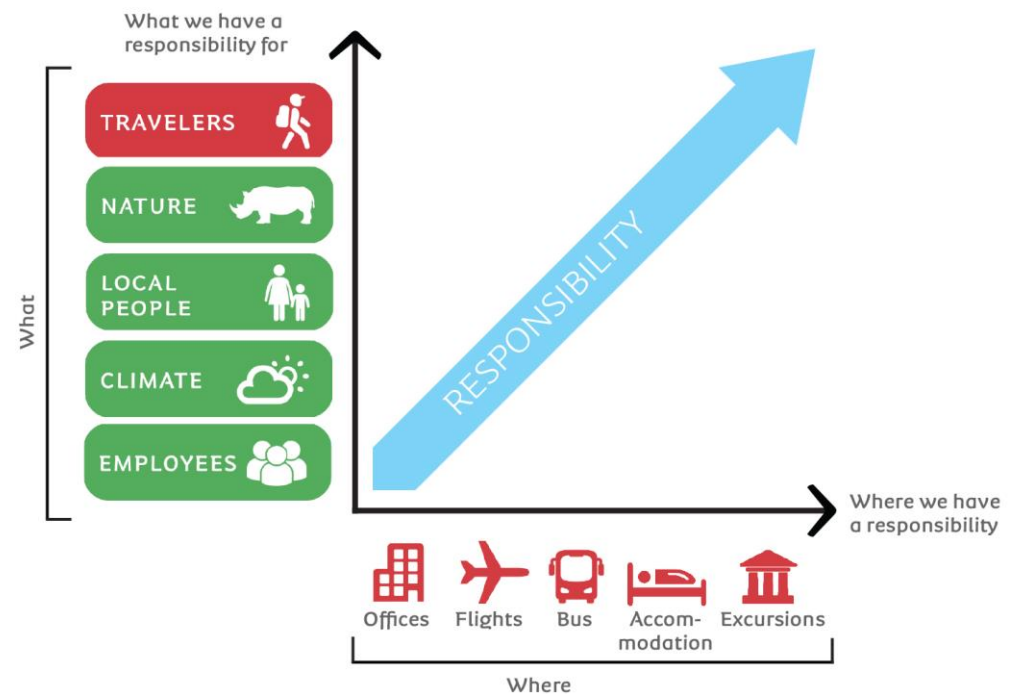 What we have a
responsibility for
What
TRAVELERS
NATURE
LOCAL
PEOPLE
CLIMATE
EMPLOYEES
RESPONSIBILITY
Where we have
a responsibility
Offices
Flights
Bus
Accom-
modation
Excursions
Where